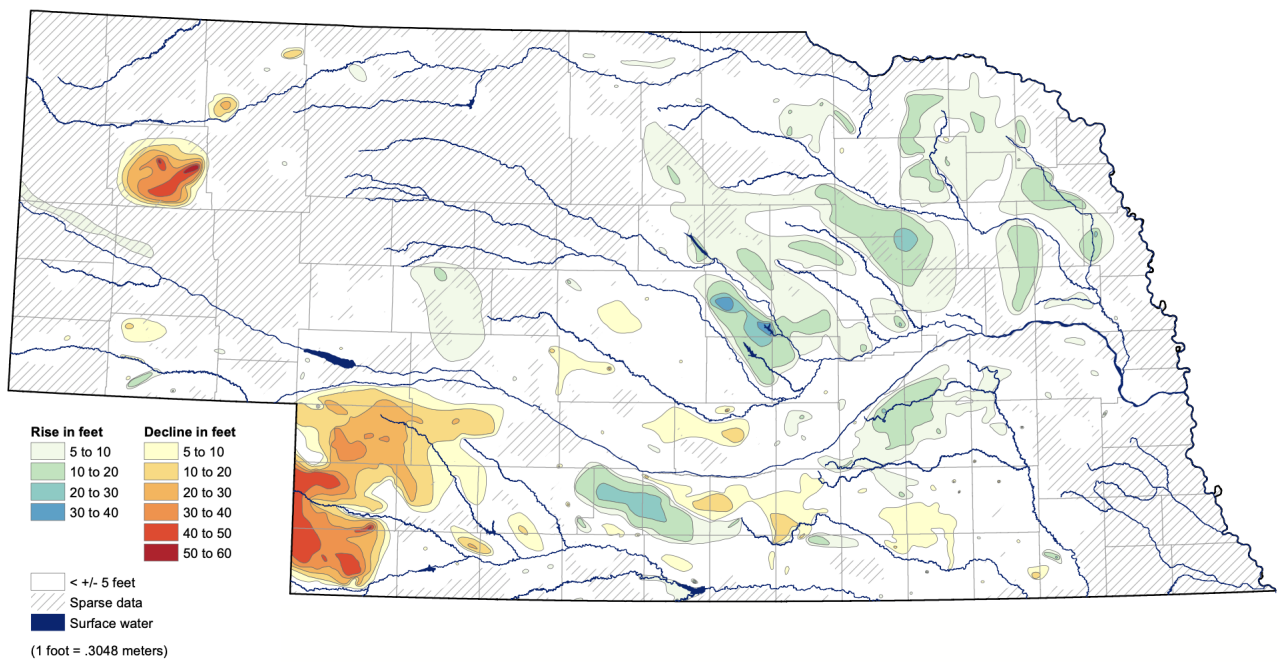 Rise in feet
5 to 10
10 to 20
20 to 30
30 to 40
Decline in feet
5 to 10
10 to 20
20 to 30
30 to 40
40 to 50
50 to 60
< +/- 5 feet
Sparse data
Surface water
(1 foot = .3048 meters)